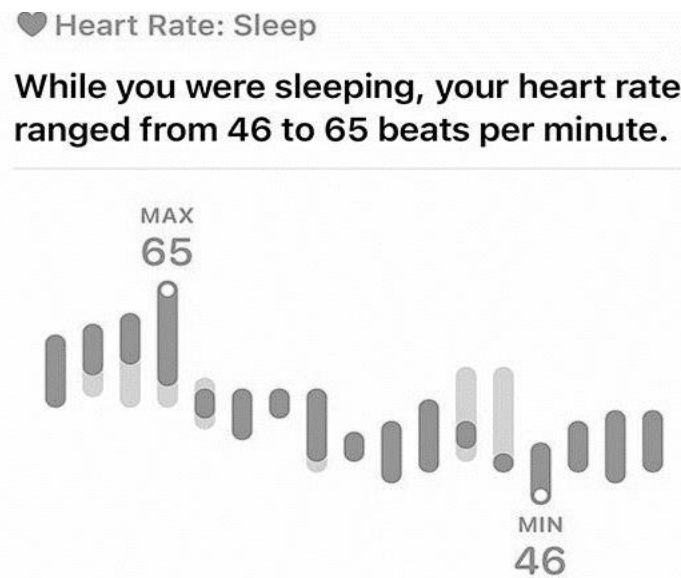 Heart Rate: Sleep
While you were sleeping, your heart rate
ranged from 46 to 65 beats per minute.
MAX
65
MIN
46